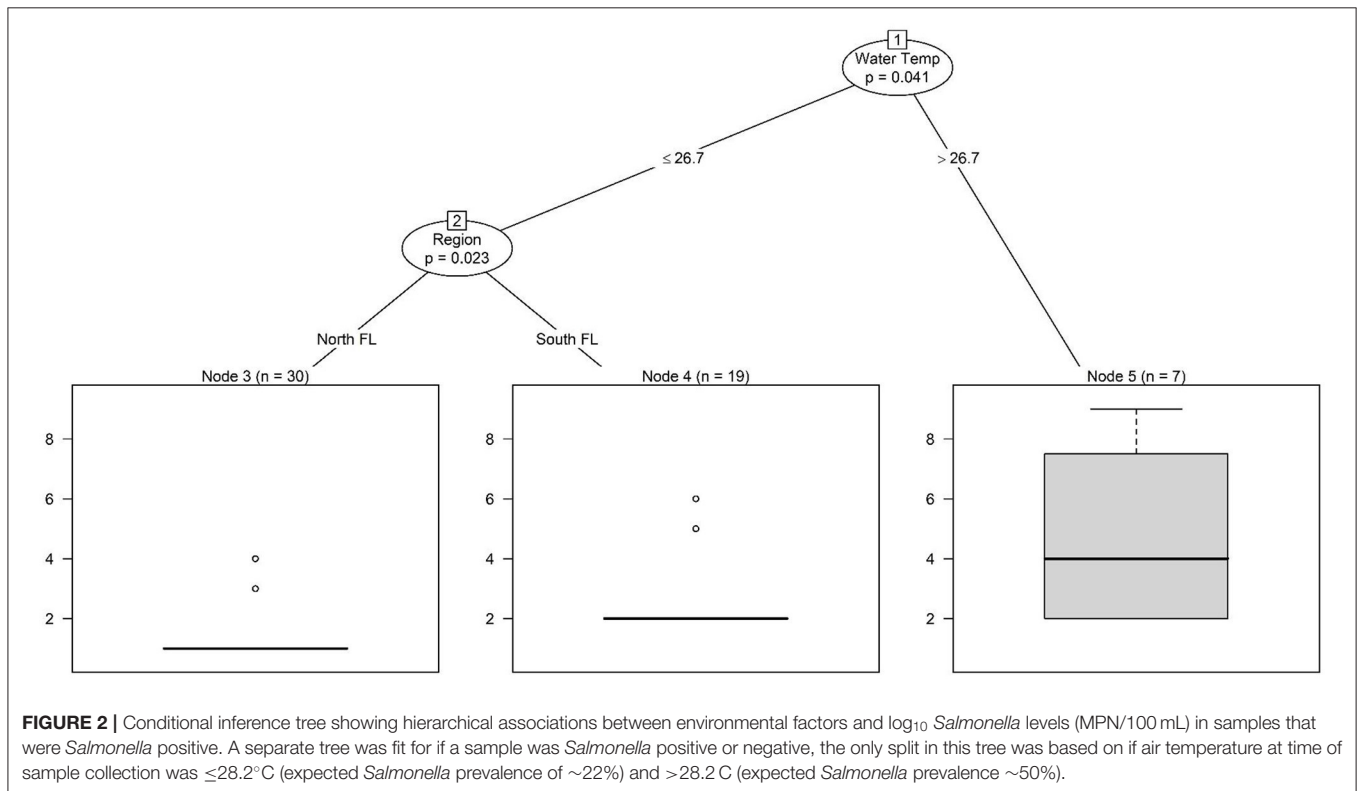 1
Water Temp
p = 0.041
≤ 26.7
> 26.7
2
Region
p = 0.023
North FL
South FL
Node 3 (n = 30)
Node 4 (n = 19)
Node 5 (n = 7)
8
6
4
2
8
6
4
2
8
6
4
2
FIGURE 2 | Conditional inference tree showing hierarchical associations between environmental factors and log₁₀ Salmonella levels (MPN/100 mL) in samples that
were Salmonella positive. A separate tree was fit for if a sample was Salmonella positive or negative, the only split in this tree was based on if air temperature at time of
sample collection was ≤28.2°C (expected Salmonella prevalence of ∼22%) and >28.2 C (expected Salmonella prevalence ∼50%).